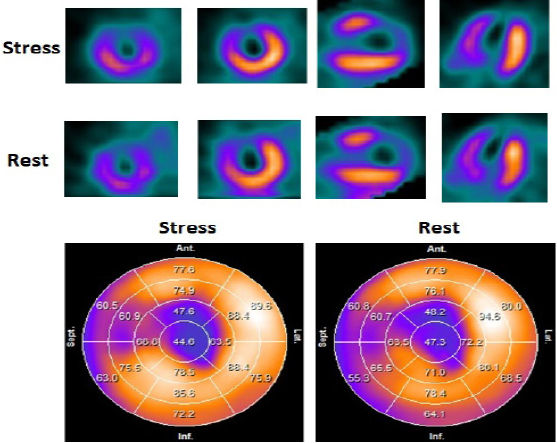 Stress
Rest
Stress Rest
Ant. Ant.
77.6 77.9
74.9 76.1
60.5 47.6 89.6 60.8 48.2 80.0
60.9 88.4 60.7 94.6
Sept. 68.8 44.6 63.5 Lat. Sept. 63.5 47.3 72.2 Lat.
63.0 75.5 78.3 88.4 75.9 55.3 65.5 71.0 80.1 68.5
85.8 78.4
72.2 64.1
Inf. Inf.